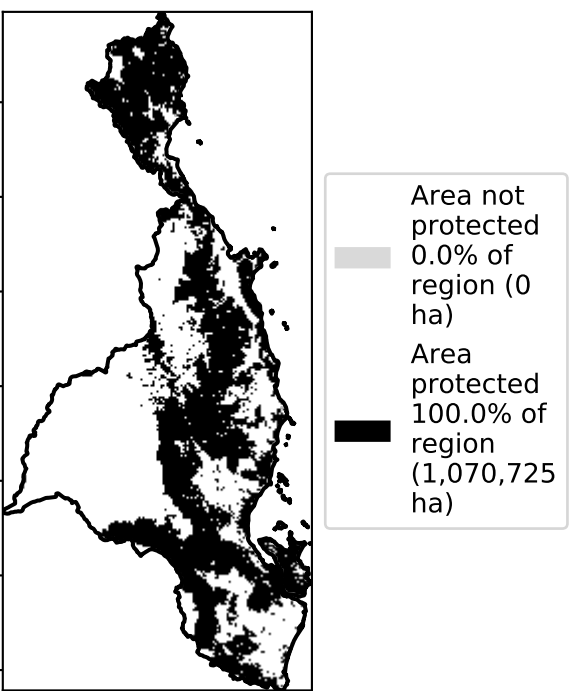 Area not
protected
0.0% of
region (0
ha)
Area
protected
100.0% of
region
(1,070,725
ha)